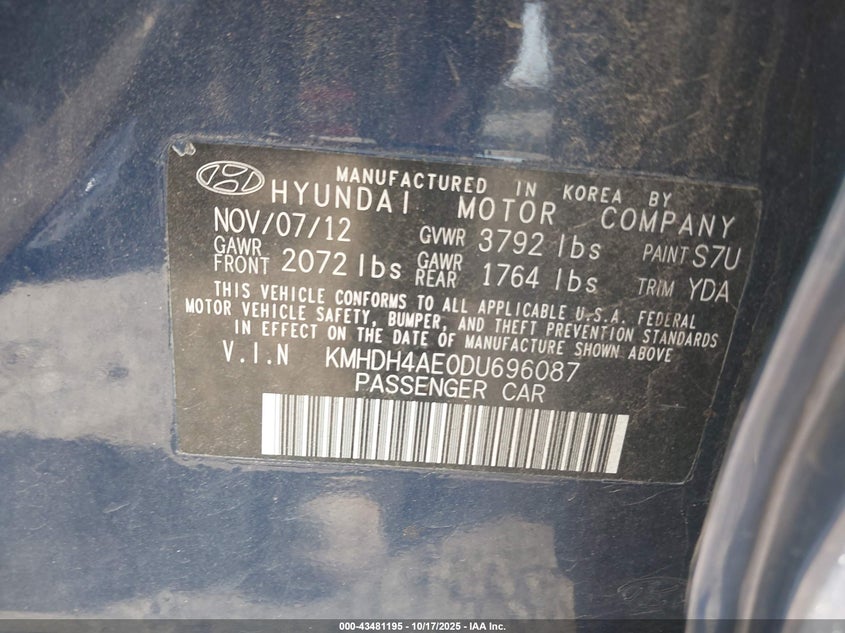 MANUFACTURED IN KOREA BY
HYUNDAI MOTOR COMPANY
NOV/07/12 GVWR 3792 lbs PAINT S7U
GAWR FRONT 2072 lbs GAWR REAR 1764 lbs TRIM YDA
THIS VEHICLE CONFORMS TO ALL APPLICABLE U.S.A. FEDERAL
MOTOR VEHICLE SAFETY, BUMPER, AND THEFT PREVENTION STANDARDS
IN EFFECT ON THE DATE OF MANUFACTURE SHOWN ABOVE
V.I.N KMHDH4AE0DU696087
PASSENGER CAR
000-43481195 - 10/17/2025 - IAA Inc.